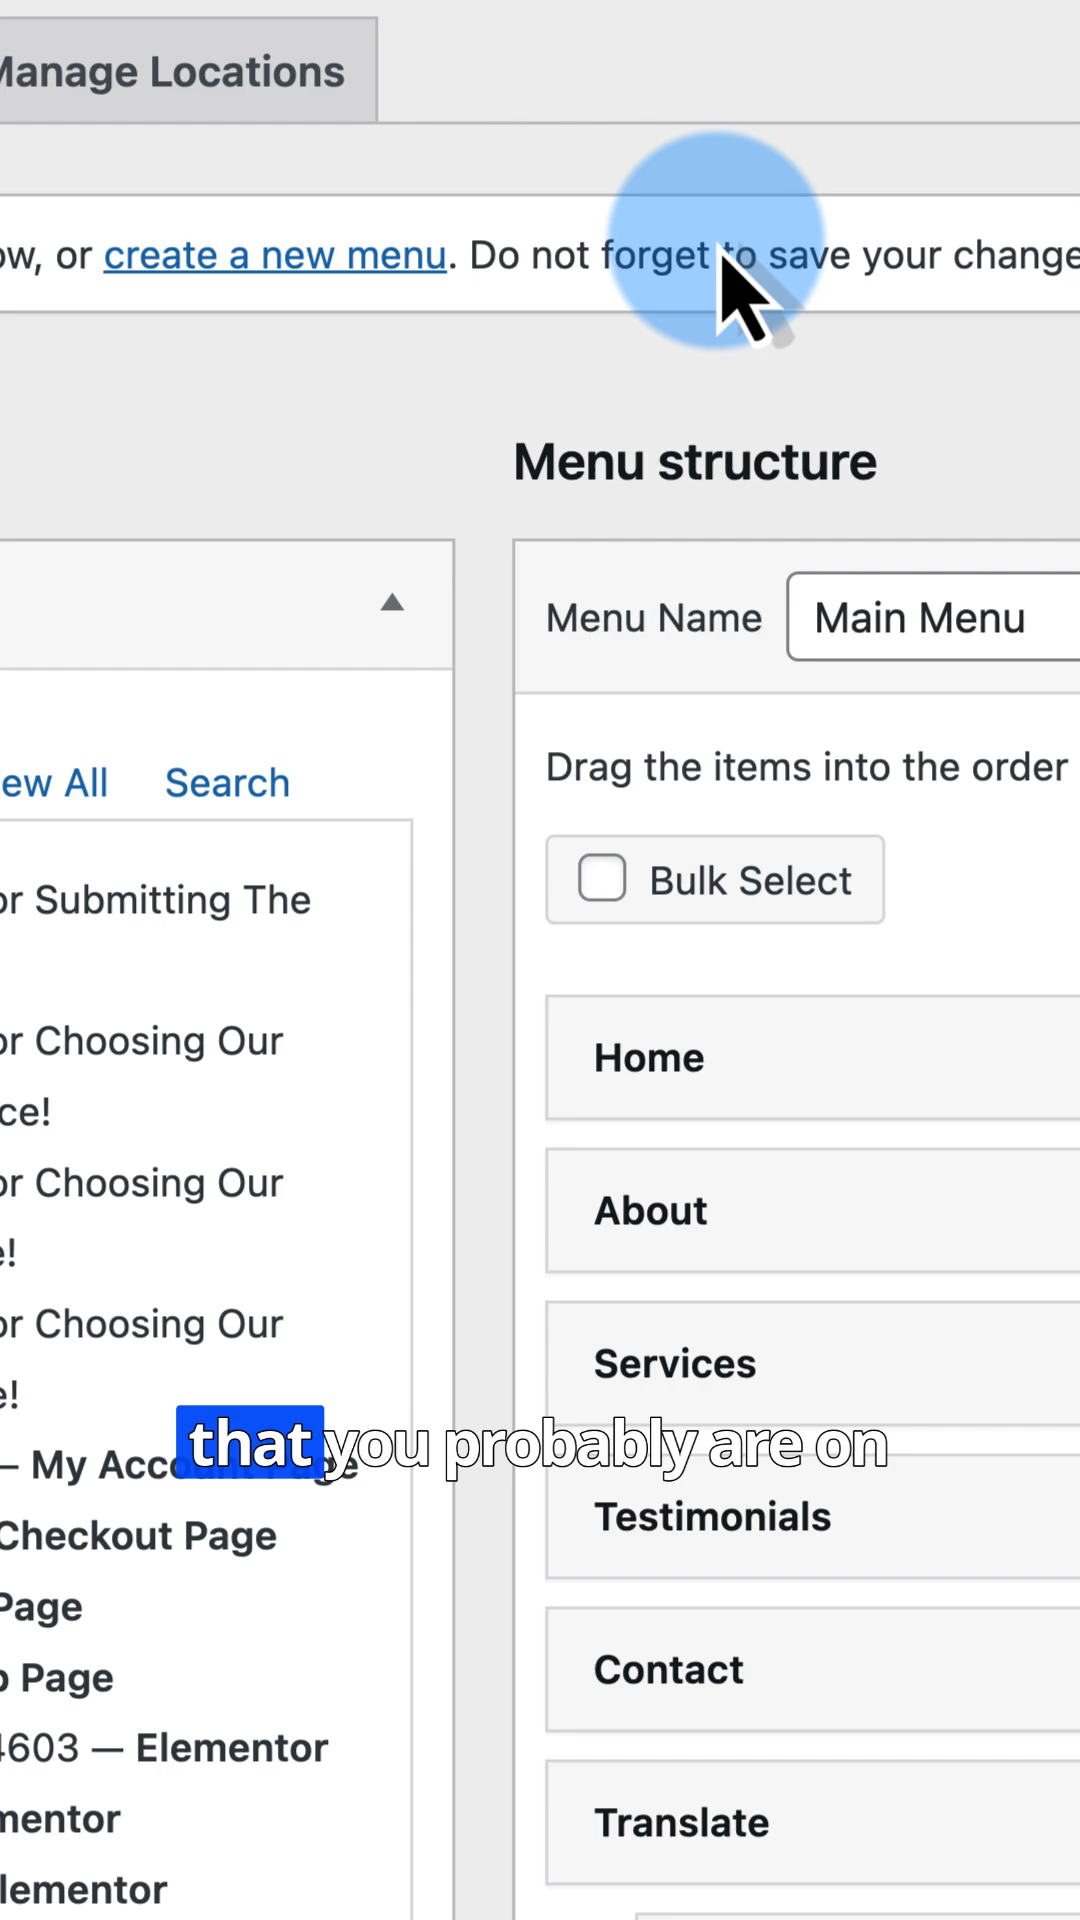 Manage Locations
ow, or create a new menu. Do not forget to save your change
Menu structure
Menu Name Main Menu
ew All Search
Drag the items into the order
Bulk Select
or Submitting The
or Choosing Our
ce!
or Choosing Our
e!
or Choosing Our
e!
— My Account Page
Checkout Page
Page
o Page
4603 — Elementor
mentor
lementor
Home
About
Services
that you probably are on
Testimonials
Contact
Translate